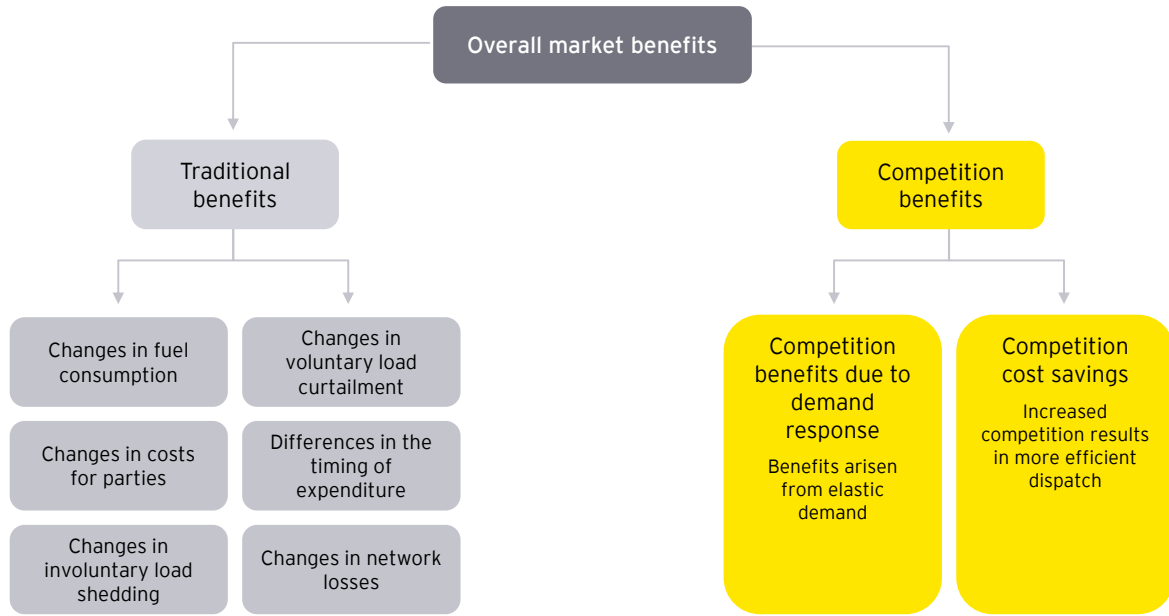 Overall market benefits
Traditional
benefits
Competition
benefits
Changes in fuel
consumption
Changes in
voluntary load
curtailment
Changes in costs
for parties
Differences in the
timing of
expenditure
Changes in
involuntary load
shedding
Changes in network
losses
Competition
benefits due to
demand
response
Benefits arisen
from elastic
demand
Competition
cost savings
Increased
competition results
in more efficient
dispatch